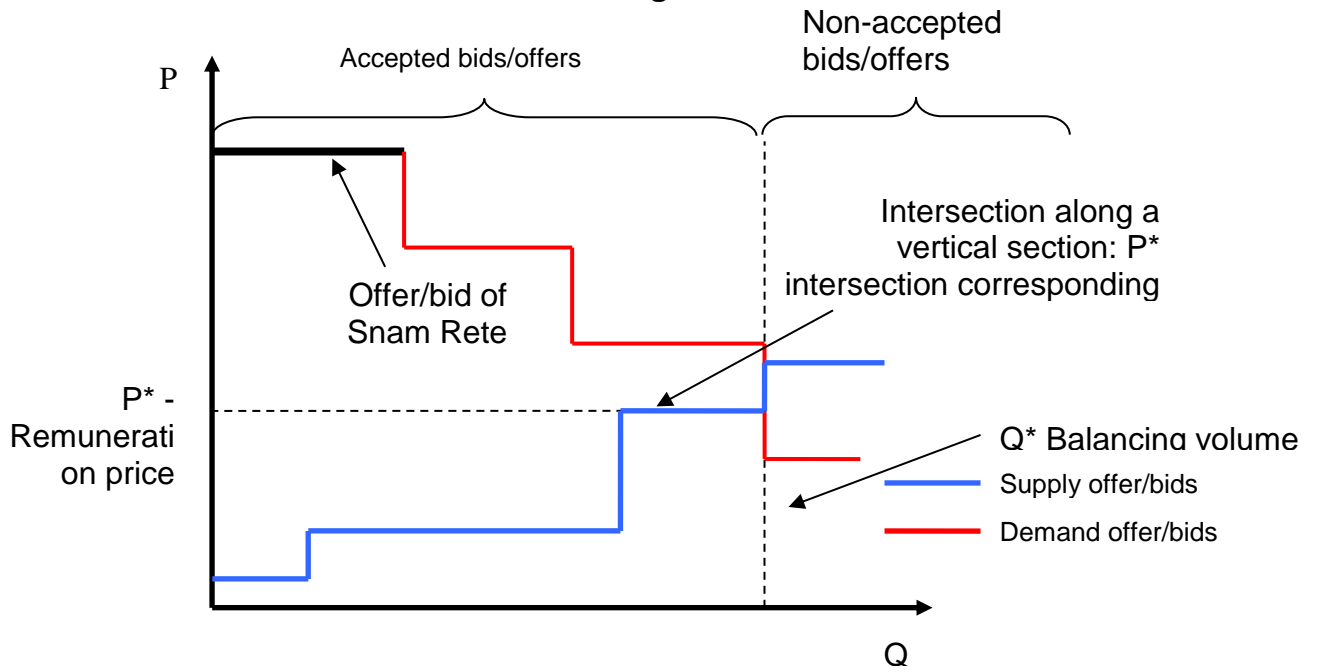 Non-accepted
bids/offers
Accepted bids/offers
P
Intersection along a
vertical section: P*
intersection corresponding
Offer/bid of
Snam Rete
P* -
Remunerati
on price
Q* Balancing volume
Supply offer/bids
Demand offer/bids
Q